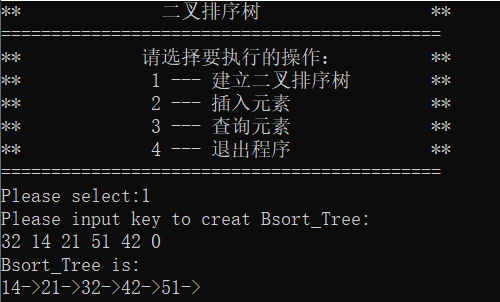 ** 二叉排序树 **
============================================
** 请选择要执行的操作： **
** 1 --- 建立二叉排序树 **
** 2 --- 插入元素 **
** 3 --- 查询元素 **
** 4 --- 退出程序 **
============================================
Please select:1
Please input key to creat Bsort_Tree:
32 14 21 51 42 0
Bsort_Tree is:
14->21->32->42->51->